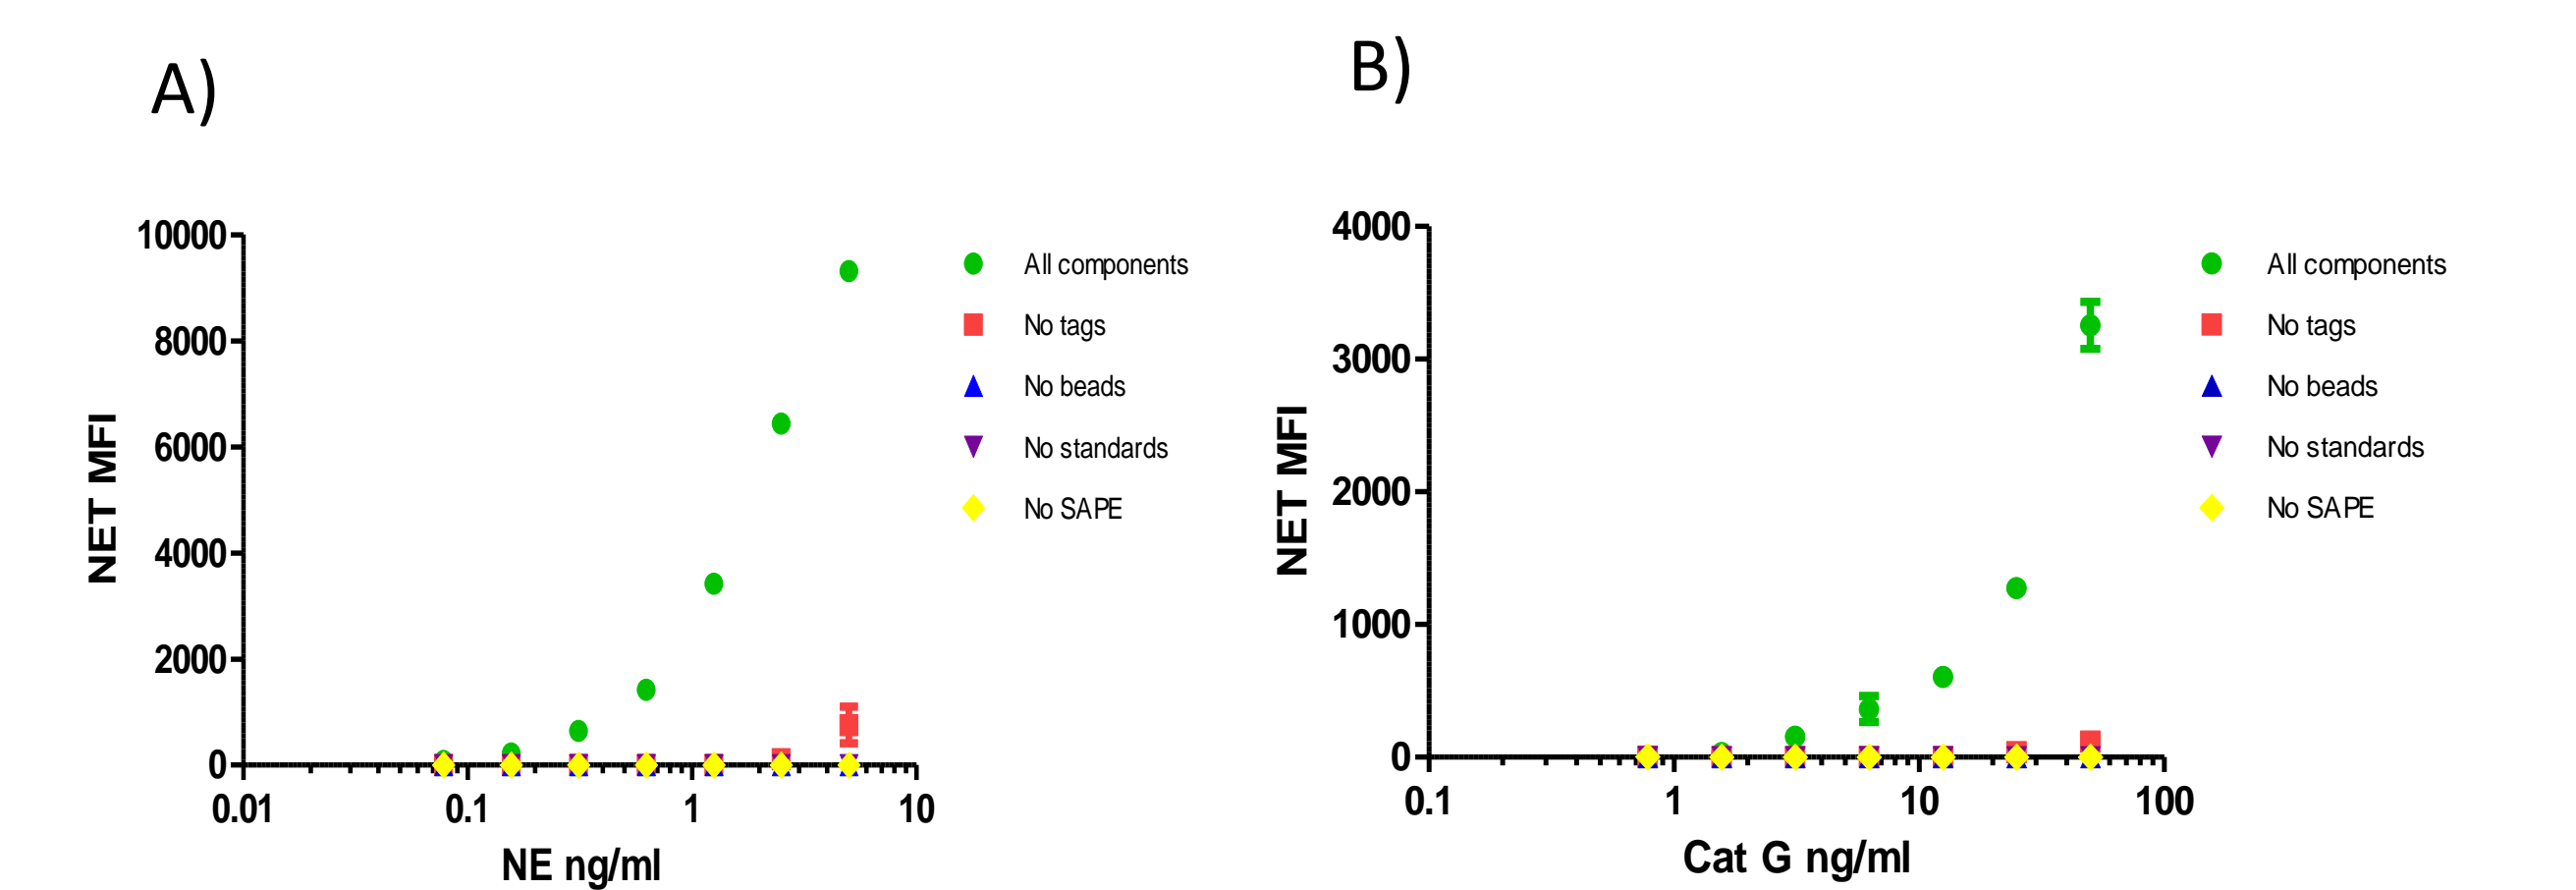 A)
10000
8000
6000
4000
2000
0
NET MFI
0.01
0.1
1
10
NE ng/ml
All components
No tags
No beads
No standards
No SAPE
B)
4000
3000
2000
1000
0
NET MFI
0.1
1
10
100
Cat G ng/ml
All components
No tags
No beads
No standards
No SAPE